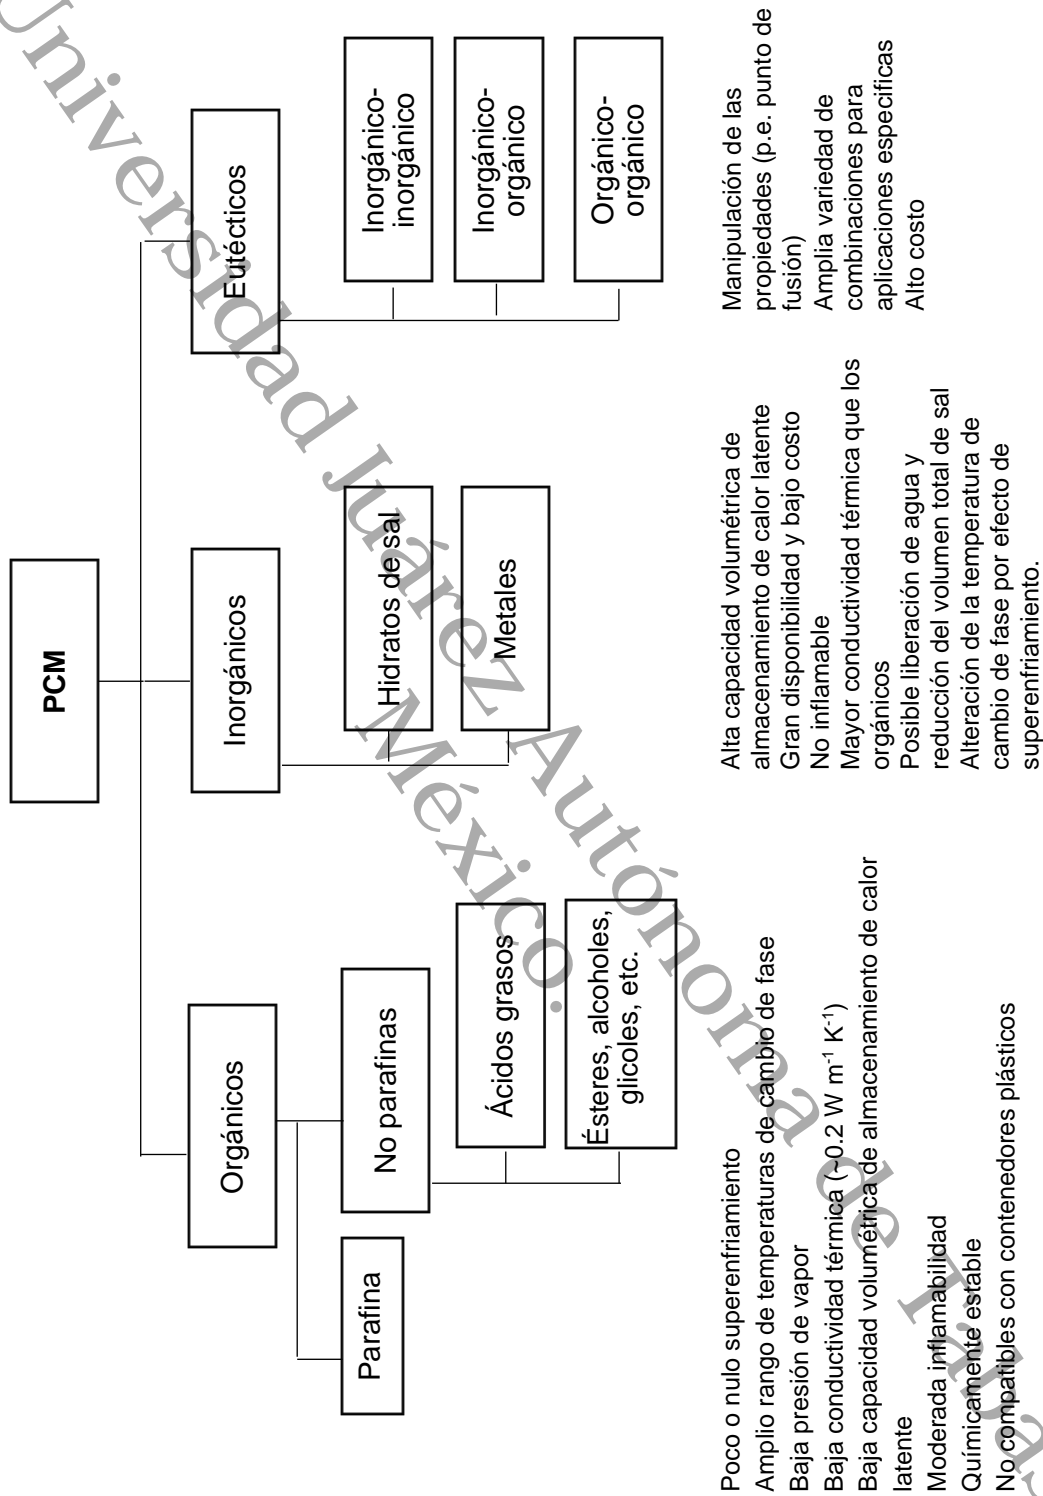 PCM
Orgánicos
Inorgánicos
Eutécticos
Parafina
No parafinas
Ácidos grasos
Ésteres, alcoholes,
glicoles, etc.
Hidratos de sal
Metales
Inorgánico-
inorgánico
Inorgánico-
orgánico
Orgánico-
orgánico
Poco o nulo superenfriamiento
Amplio rango de temperaturas de cambio de fase
Baja presión de vapor
Baja conductividad térmica (~0.2 W m⁻¹ K⁻¹)
Baja capacidad volumétrica de almacenamiento de calor
latente
Moderada inflamabilidad
Químicamente estable
No compatibles con contenedores plásticos
Alta capacidad volumétrica de
almacenamiento de calor latente
Gran disponibilidad y bajo costo
No inflamable
Mayor conductividad térmica que los
orgánicos
Posible liberación de agua y
reducción del volumen total de sal
Alteración de la temperatura de
cambio de fase por efecto de
superenfriamiento.
Manipulación de las
propiedades (p.e. punto de
fusión)
Amplia variedad de
combinaciones para
aplicaciones especificas
Alto costo
Universidad Juárez Autónoma de Tabas
México.